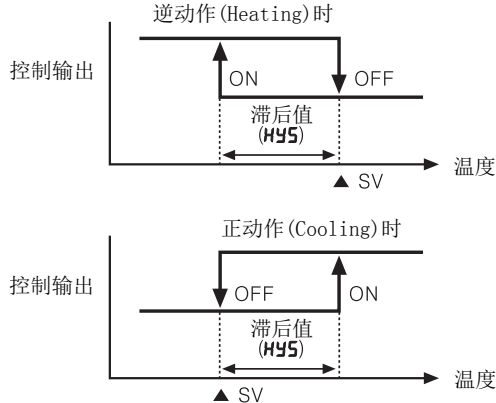 逆动作(Heating)时
控制输出
ON
OFF
滞后值
(HYS)
温度
▲ SV
正动作(Cooling)时
控制输出
OFF
ON
滞后值
(HYS)
温度
▲ SV